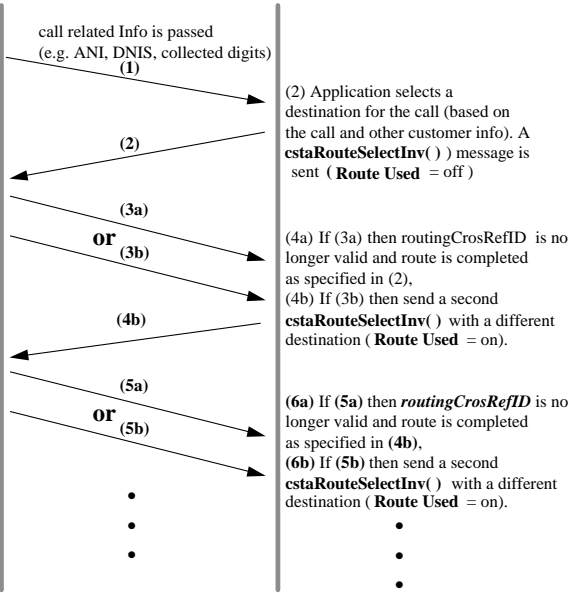 call related Info is passed
(e.g. ANI, DNIS, collected digits)
(1)
(2) Application selects a
destination for the call (based on
the call and other customer info). A
cstaRouteSelectInv( ) ) message is
sent ( Route Used = off )
(2)
(3a)
or
(3b)
(4a) If (3a) then routingCrosRefID is no
longer valid and route is completed
as specified in (2),
(4b) If (3b) then send a second
cstaRouteSelectInv( ) with a different
destination ( Route Used = on).
(4b)
(5a)
or
(5b)
(6a) If (5a) then routingCrosRefID is no
longer valid and route is completed
as specified in (4b),
(6b) If (5b) then send a second
cstaRouteSelectInv( ) with a different
destination ( Route Used = on).